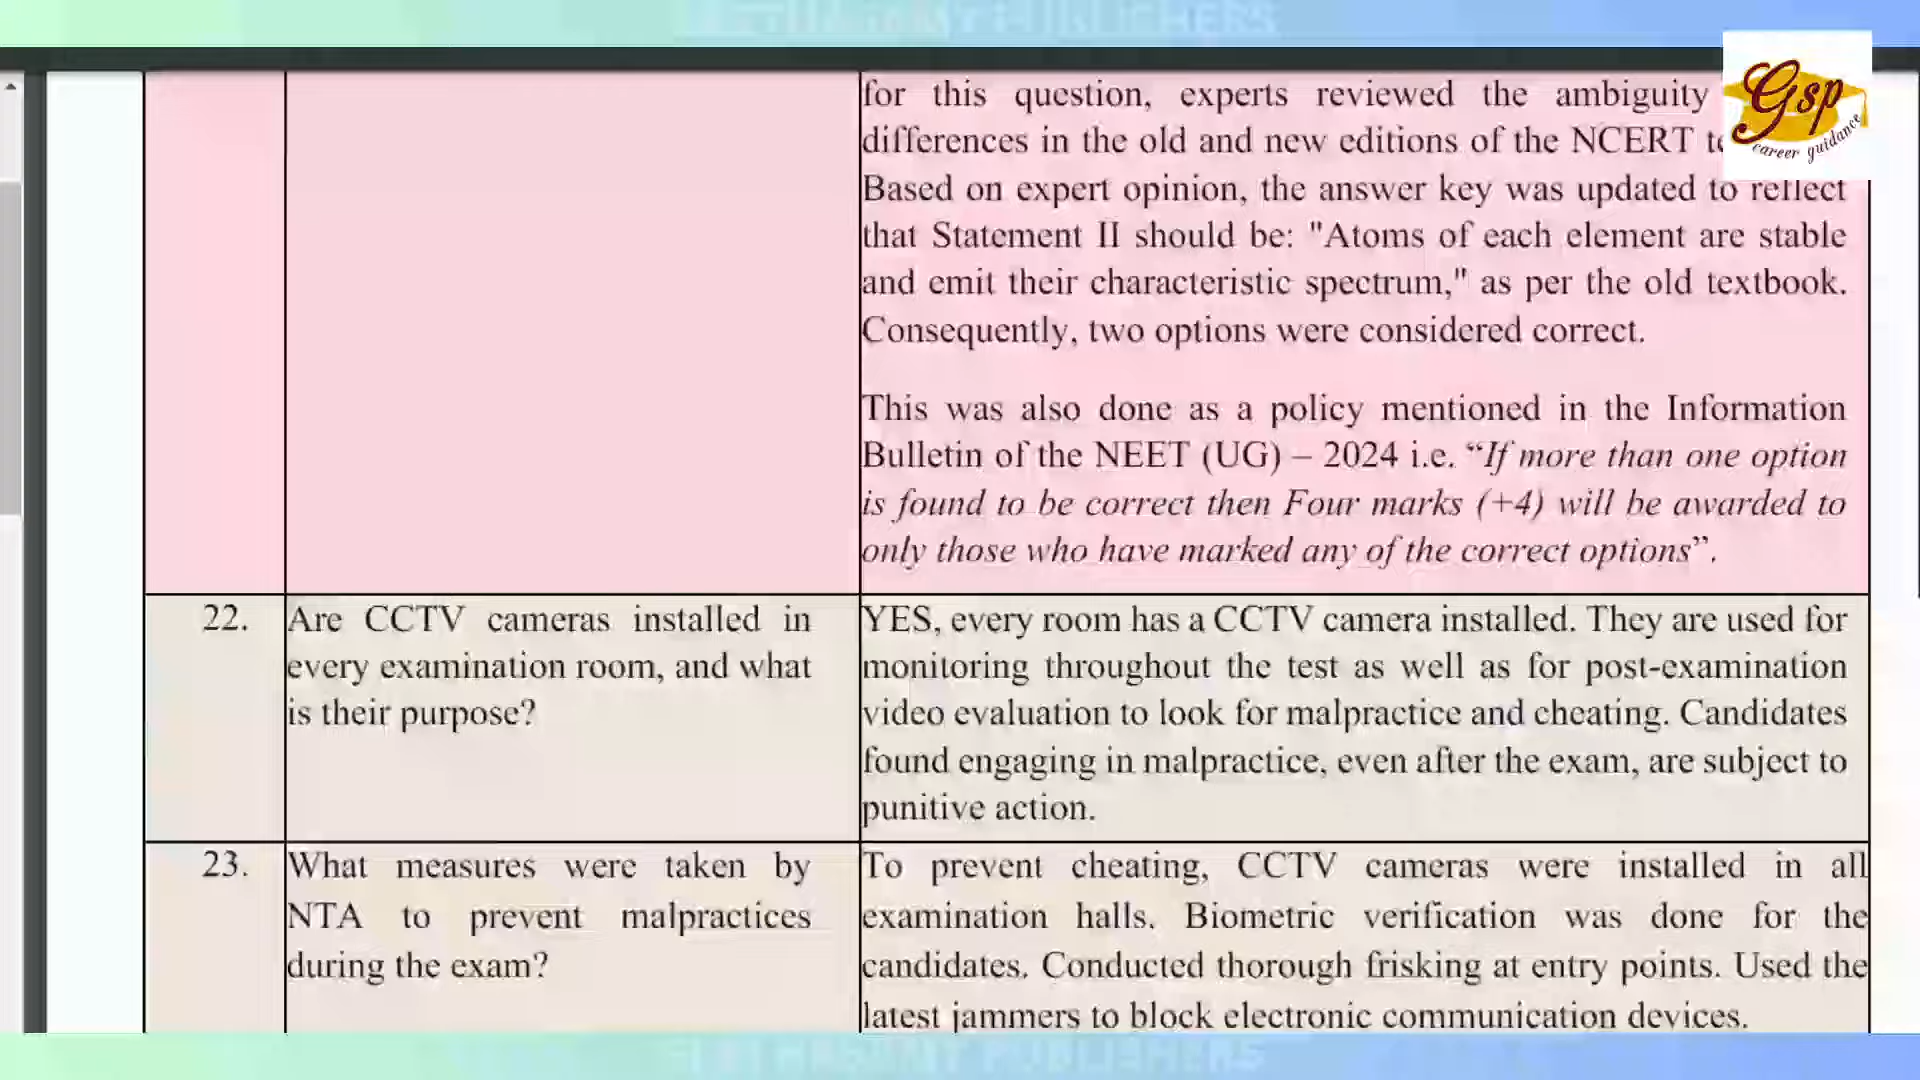 for this question, experts reviewed the ambiguity
differences in the old and new editions of the NCERT
Based on expert opinion, the answer key was updated to reflect
that Statement II should be: "Atoms of each element are stable
and emit their characteristic spectrum," as per the old textbook.
Consequently, two options were considered correct.
This was also done as a policy mentioned in the Information
Bulletin of the NEET (UG) – 2024 i.e. “If more than one option
is found to be correct then Four marks (+4) will be awarded to
only those who have marked any of the correct options”.
22.
Are CCTV cameras installed in
every examination room, and what
is their purpose?
YES, every room has a CCTV camera installed. They are used for
monitoring throughout the test as well as for post-examination
video evaluation to look for malpractice and cheating. Candidates
found engaging in malpractice, even after the exam, are subject to
punitive action.
23.
What measures were taken by
NTA to prevent malpractices
during the exam?
To prevent cheating, CCTV cameras were installed in all
examination halls. Biometric verification was done for the
candidates. Conducted thorough frisking at entry points. Used the
latest jammers to block electronic communication devices.
Gsp
career guidance
PUBLISHERS